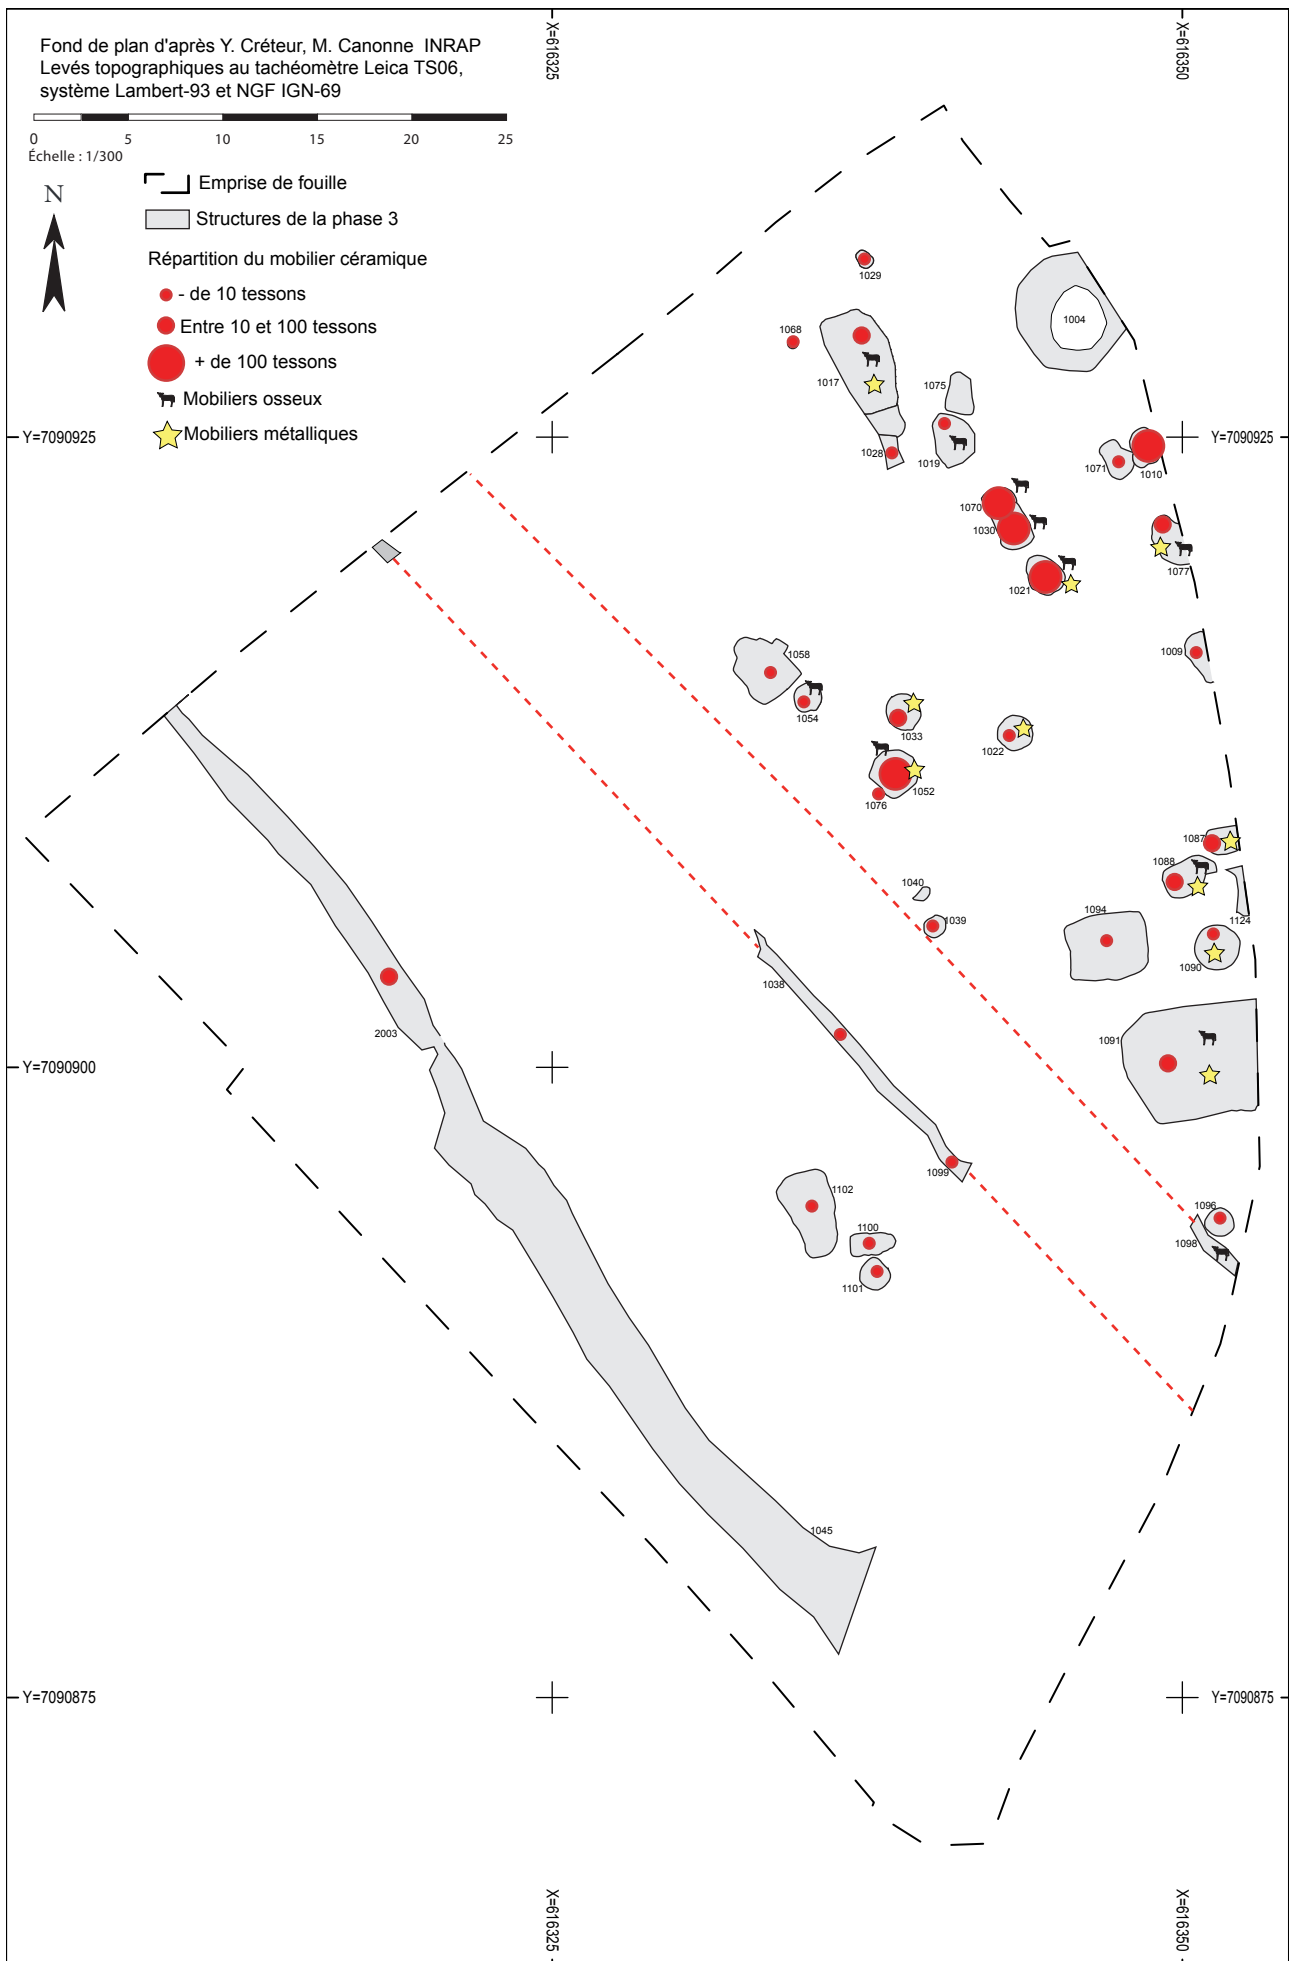 X=616325
X=616350
Fond de plan d'après Y. Créteur, M. Canonne INRAP
Levés topographiques au tachéomètre Leica TS06,
système Lambert-93 et NGF IGN-69
0 5 10 15 20 25
Échelle : 1/300
N
Emprise de fouille
Structures de la phase 3
Répartition du mobilier céramique
- de 10 tessons
Entre 10 et 100 tessons
+ de 100 tessons
Mobiliers osseux
Mobiliers métalliques
1029
1004
1068
1017
1075
Y=7090925
Y=7090925
1028
1019
1071
1010
1070
1030
1077
1021
1009
1058
1054
1033
1022
1052
1076
1087
1088
1040
1094
1124
1039
1090
1038
2003
1091
Y=7090900
1099
1102
1096
1100
1098
1101
1045
Y=7090875
Y=7090875
X=616325
X=616350